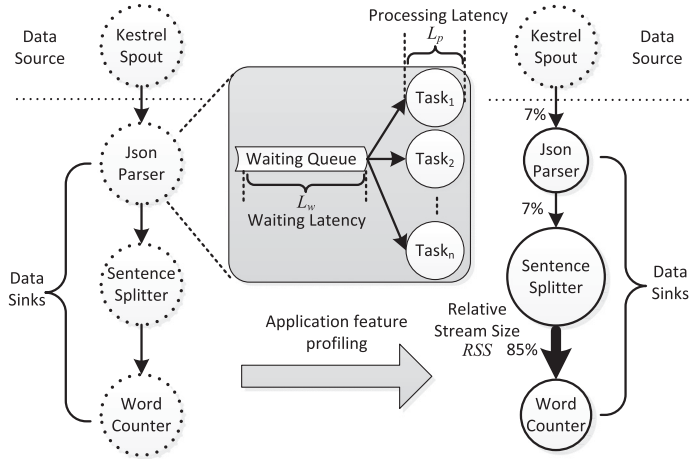 Data
Source
Kestrel
Spout
Json
Parser
Data
Sinks
Sentence
Splitter
Word
Counter
Processing Latency
Lp
Task1
Waiting Queue
Task2
Lw
Waiting Latency
Taskn
Application feature
profiling
Kestrel
Spout
Data
Source
7%
Json
Parser
7%
Sentence
Splitter
Data
Sinks
Relative
Stream Size
RSS 85%
Word
Counter